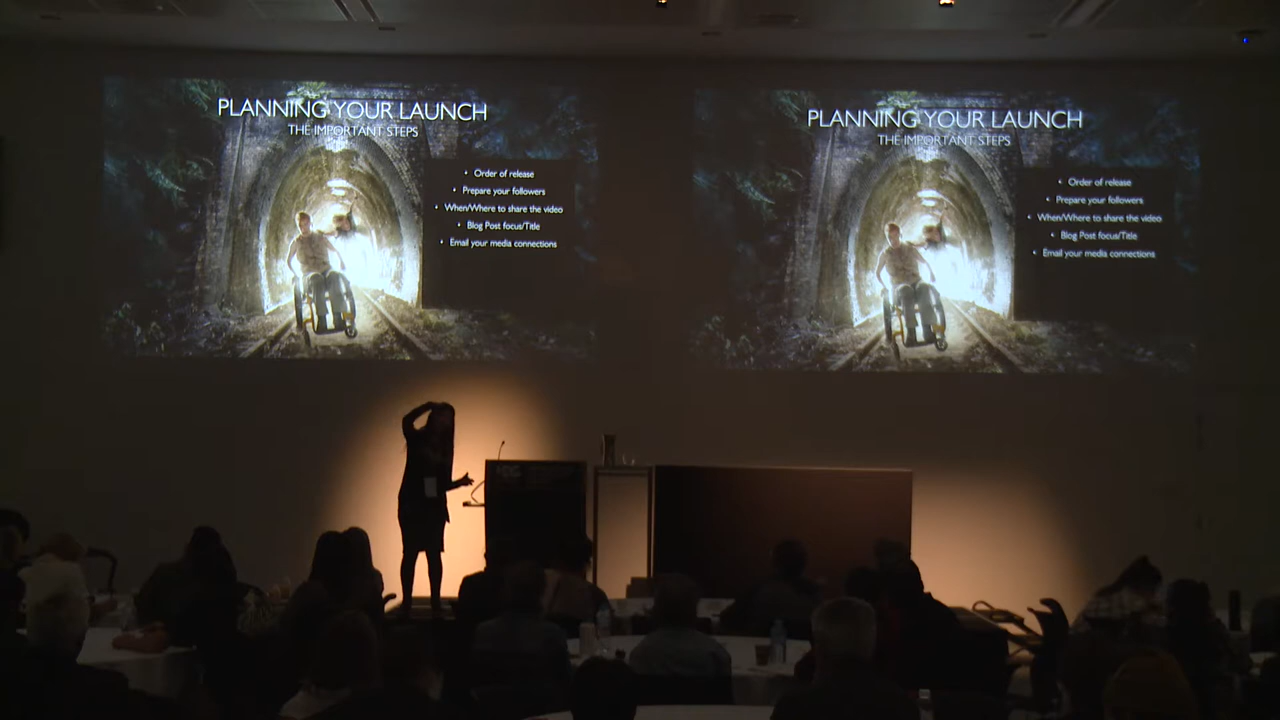 PLANNING YOUR LAUNCH
THE IMPORTANT STEPS
• Order of release
• Prepare your followers
• When/Where to share the video
• Blog Post focus/Title
• Email your media connections
PLANNING YOUR LAUNCH
THE IMPORTANT STEPS
• Order of release
• Prepare your followers
• When/Where to share the video
• Blog Post focus/Title
• Email your media connections